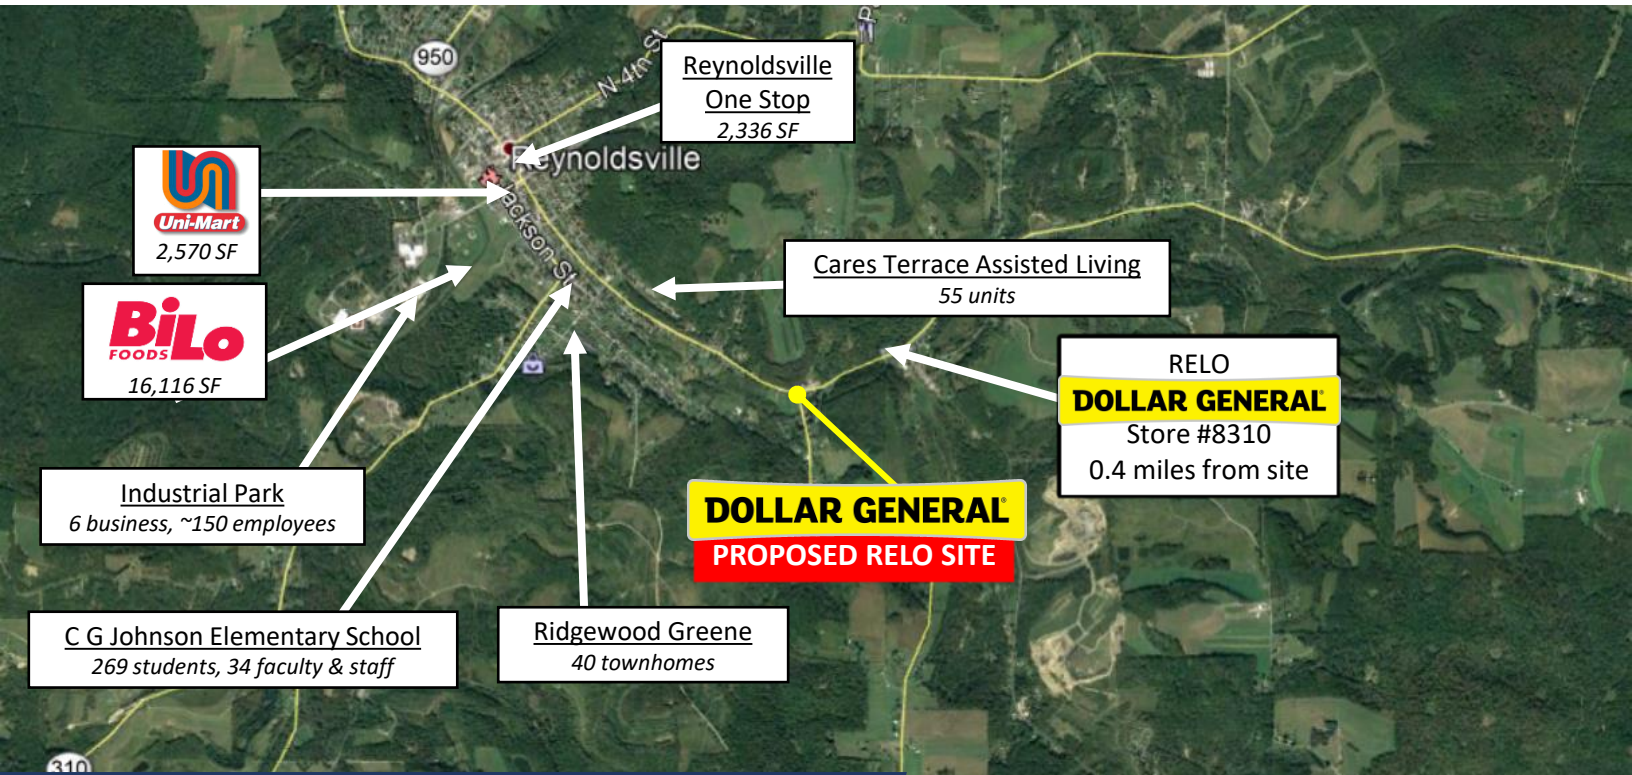 950
N 4th St
P
Reynoldsville
One Stop
2,336 SF
Reynoldsville
Uni-Mart
2,570 SF
Jackson St
Cares Terrace Assisted Living
55 units
BiLo
FOODS
16,116 SF
RELO
DOLLAR GENERAL®
Store #8310
0.4 miles from site
Industrial Park
6 business, ~150 employees
DOLLAR GENERAL®
PROPOSED RELO SITE
C G Johnson Elementary School
269 students, 34 faculty & staff
Ridgewood Greene
40 townhomes
310